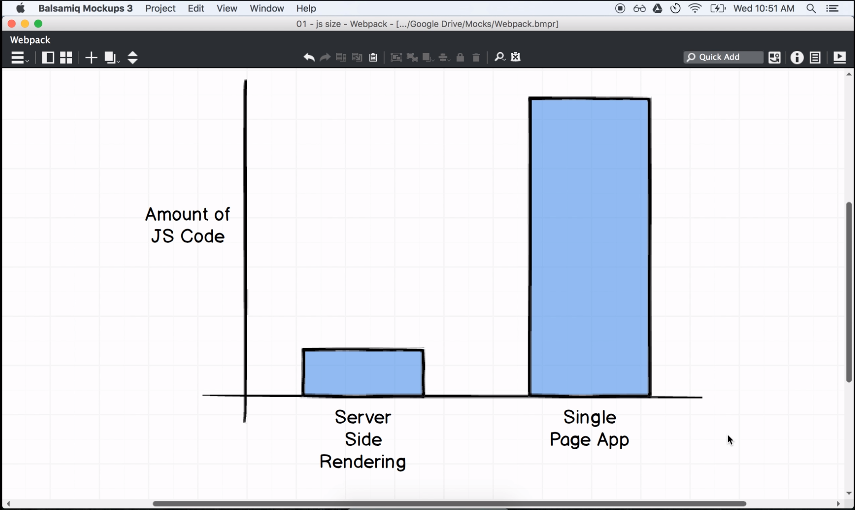 Balsamiq Mockups 3 Project Edit View Window Help Wed 10:51 AM
01 - js size - Webpack - [.../Google Drive/Mocks/Webpack.bmpr]
Webpack
Quick Add
Amount of
JS Code
Server
Side
Rendering
Single
Page App